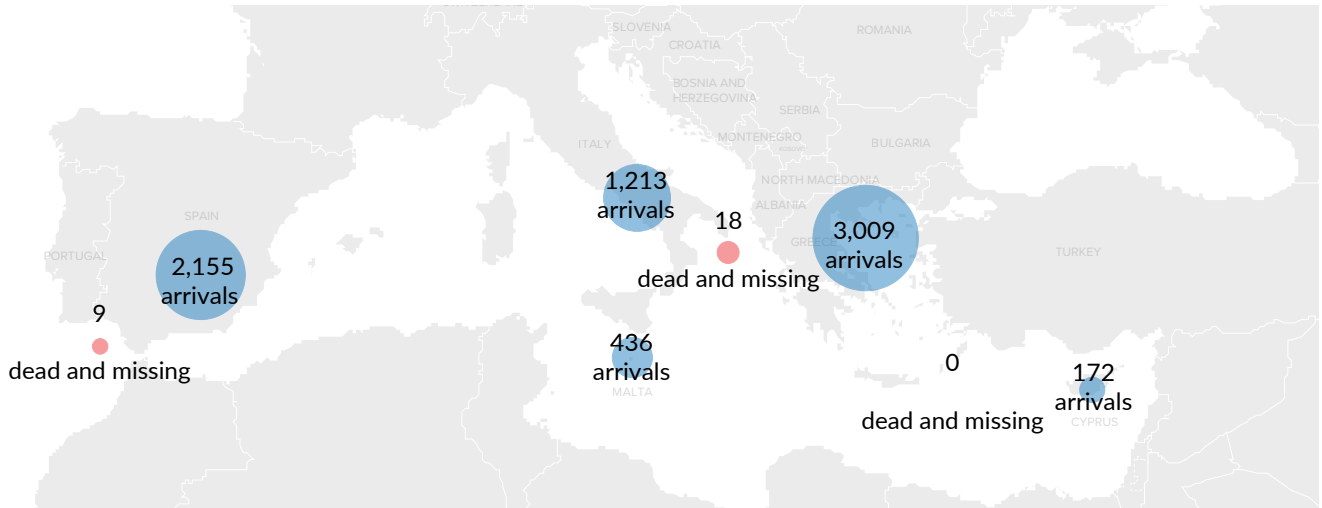 SLOVENIA
CROATIA
ROMANIA
BOSNIA AND
HERZEGOVINA
SERBIA
MONTENEGRO
KOSOVO
ITALY
BULGARIA
NORTH MACEDONIA
ALBANIA
1,213
arrivals
SPAIN
18
GREECE
3,009
arrivals
PORTUGAL
TURKEY
2,155
arrivals
dead and missing
9
436
arrivals
MALTA
dead and missing
0
172
arrivals
dead and missing
CYPRUS